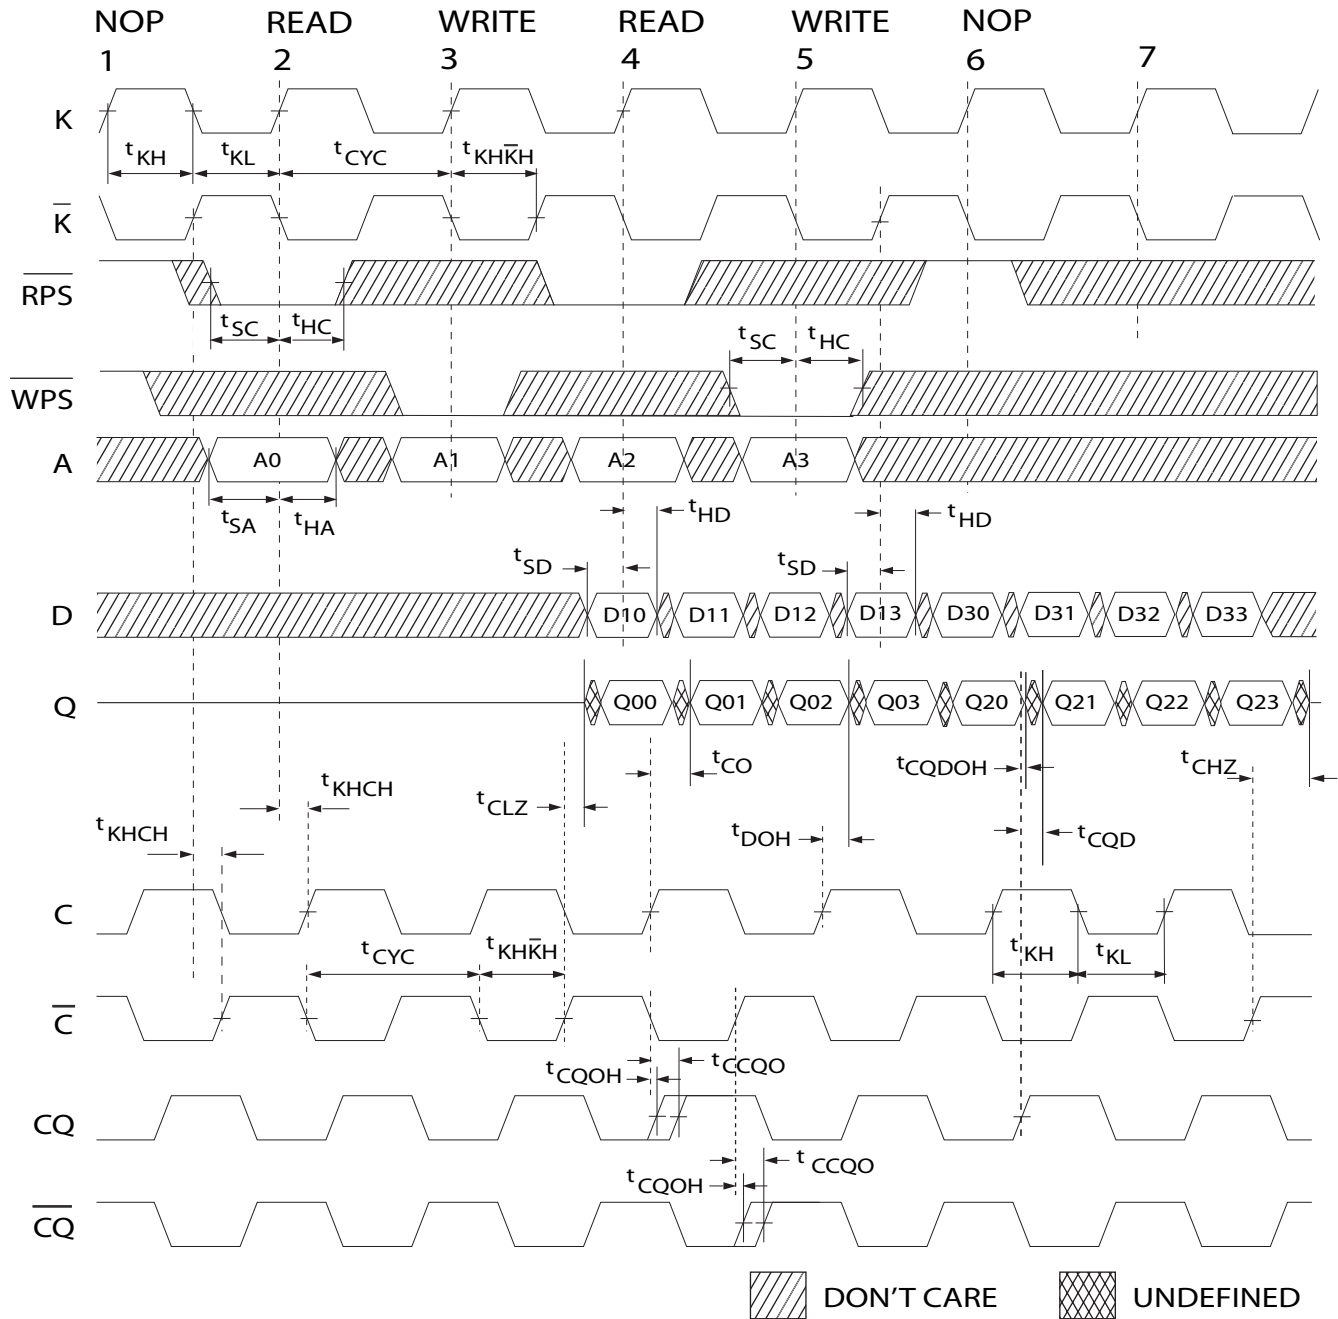 NOP READ WRITE READ WRITE NOP
1 2 3 4 5 6 7
K
tKH tKL tCYC tKHK̅H
K̅
R̅P̅S̅
tSC tHC tSC tHC
W̅P̅S̅
A A0 A1 A2 A3
tSA tHA tHD tHD
tSD tSD
D D10 D11 D12 D13 D30 D31 D32 D33
Q Q00 Q01 Q02 Q03 Q20 Q21 Q22 Q23
tCO tCQDOH tCHZ
tKHCH tCLZ
tKHCH tDOH tCQD
C
tCYC tKHK̅H tKH tKL
C̅
tCQOH tCCQO
CQ
tCQOH tCCQO
C̅Q̅
DON'T CARE UNDEFINED